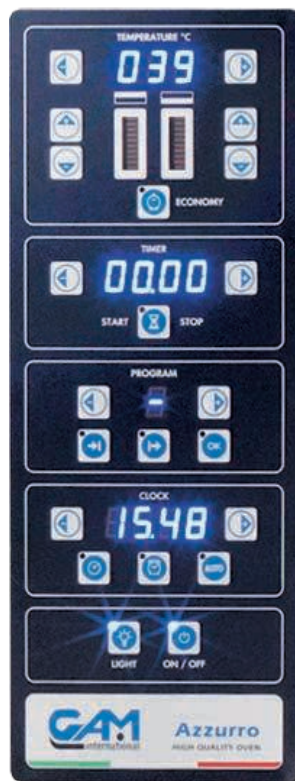 TEMPERATURE °C
039
ECONOMY
TIMER
00.00
START STOP
PROGRAM
-
OK
CLOCK
15.48
AUTO
LIGHT ON / OFF
GAM
international
Azzurro
HIGH QUALITY OVEN